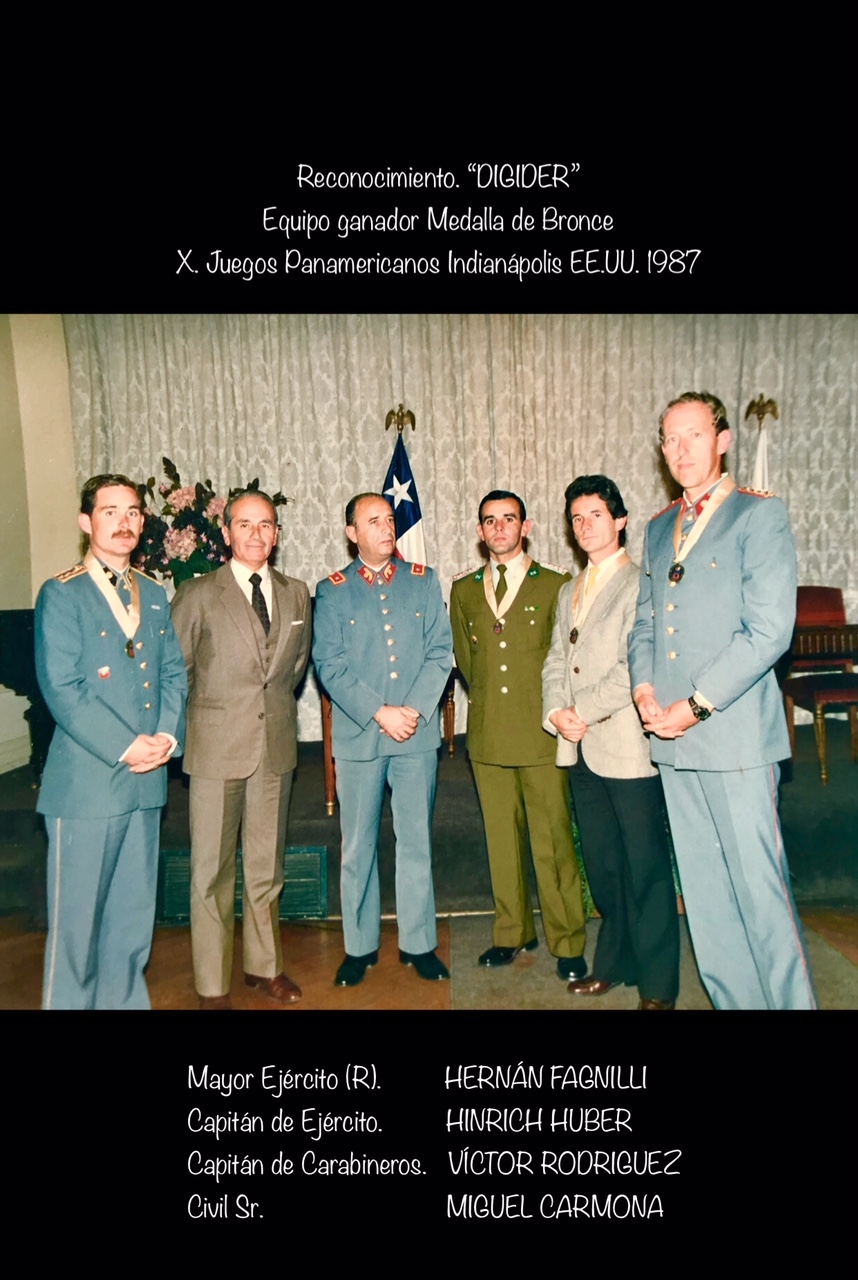 Reconocimiento. “DIGIDER”
Equipo ganador Medalla de Bronce
X. Juegos Panamericanos Indianápolis EE.UU. 1987
Mayor Ejército (R). HERNÁN FAGNILLI
Capitán de Ejército. HINRICH HUBER
Capitán de Carabineros. VÍCTOR RODRIGUEZ
Civil Sr. MIGUEL CARMONA